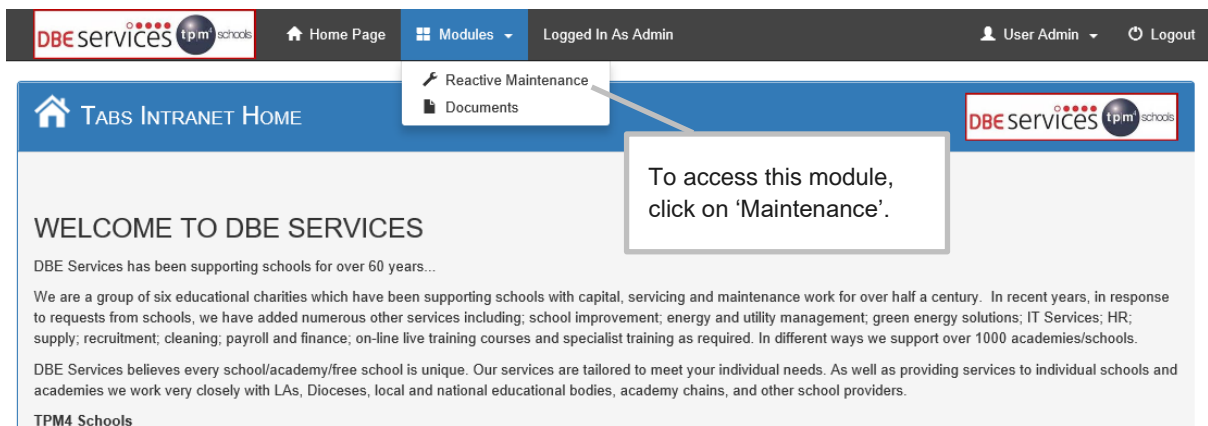 DBE services tpm4 schools Home Page Modules Logged In As Admin User Admin Logout
Reactive Maintenance
Documents
TABS INTRANET HOME
DBE services tpm4 schools
To access this module,
click on ‘Maintenance’.
WELCOME TO DBE SERVICES
DBE Services has been supporting schools for over 60 years...
We are a group of six educational charities which have been supporting schools with capital, servicing and maintenance work for over half a century. In recent years, in response
to requests from schools, we have added numerous other services including; school improvement; energy and utility management; green energy solutions; IT Services; HR;
supply; recruitment; cleaning; payroll and finance; on-line live training courses and specialist training as required. In different ways we support over 1000 academies/schools.
DBE Services believes every school/academy/free school is unique. Our services are tailored to meet your individual needs. As well as providing services to individual schools and
academies we work very closely with LAs, Dioceses, local and national educational bodies, academy chains, and other school providers.
TPM4 Schools